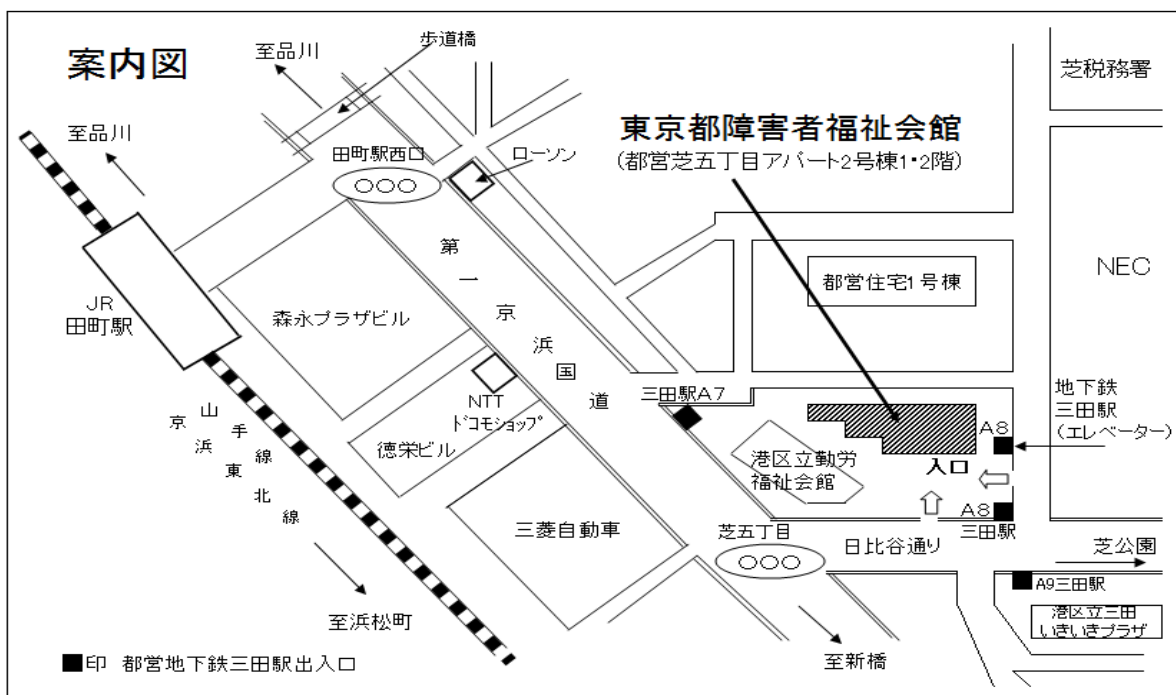 案内図
至品川
歩道橋
芝税務署
至品川
東京都障害者福祉会館
(都営芝五丁目アパート2号棟1・2階)
田町駅西口
○○○
ローソン
第一京浜国道
NEC
都営住宅1号棟
JR
田町駅
森永プラザビル
三田駅A7
地下鉄
三田駅
(エレベーター)
NTT
ドコモショップ
A8
山手線
京浜東北線
徳栄ビル
港区立勤労
福祉会館
入口
A8
三田駅
三菱自動車
芝五丁目
○○○
日比谷通り
芝公園
A9三田駅
至浜松町
港区立三田
いきいきプラザ
至新橋
■印 都営地下鉄三田駅出入口